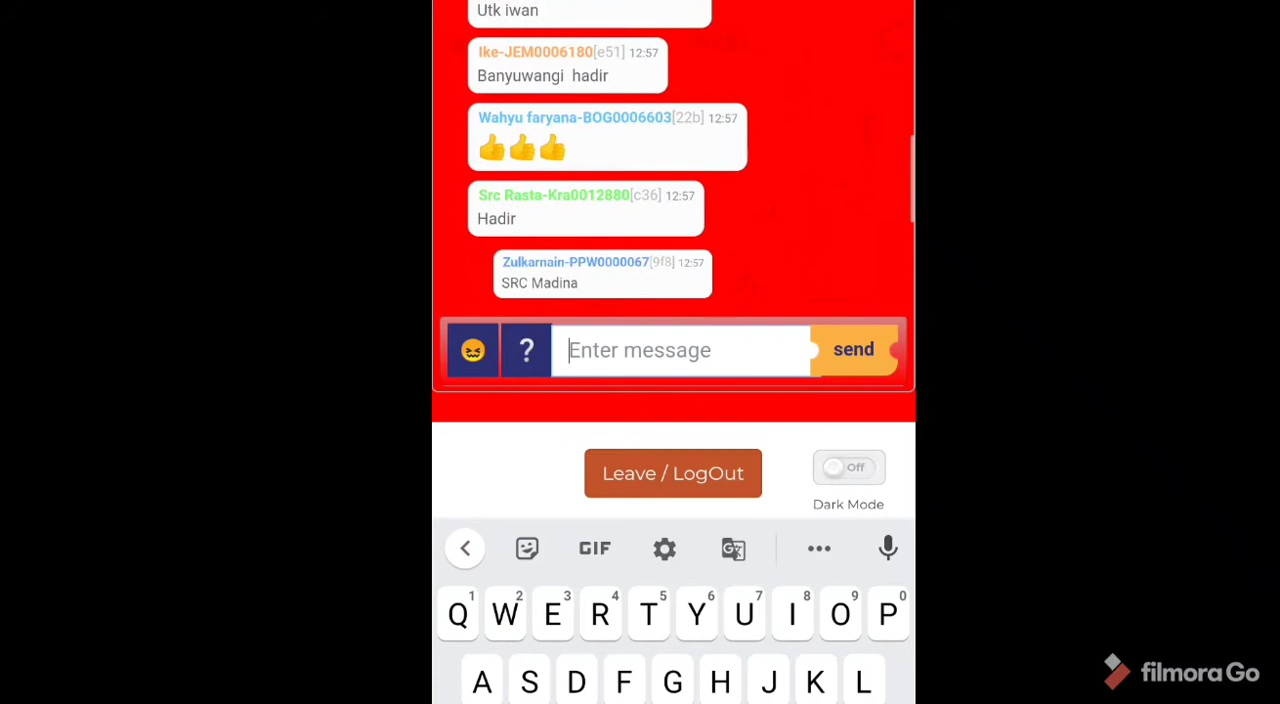 Utk iwan
Ike-JEM0006180[e51] 12:57
Banyuwangi hadir
Wahyu faryana-BOG0006603[22b] 12:57
👍👍👍
Src Rasta-Kra0012880[c36] 12:57
Hadir
Zulkarnain-PPW0000067[9f8] 12:57
SRC Madina
? Enter message send
Leave / LogOut
Off
Dark Mode
GIF
1 2 3 4 5 6 7 8 9 0
Q W E R T Y U I O P
A S D F G H J K L
filmora Go